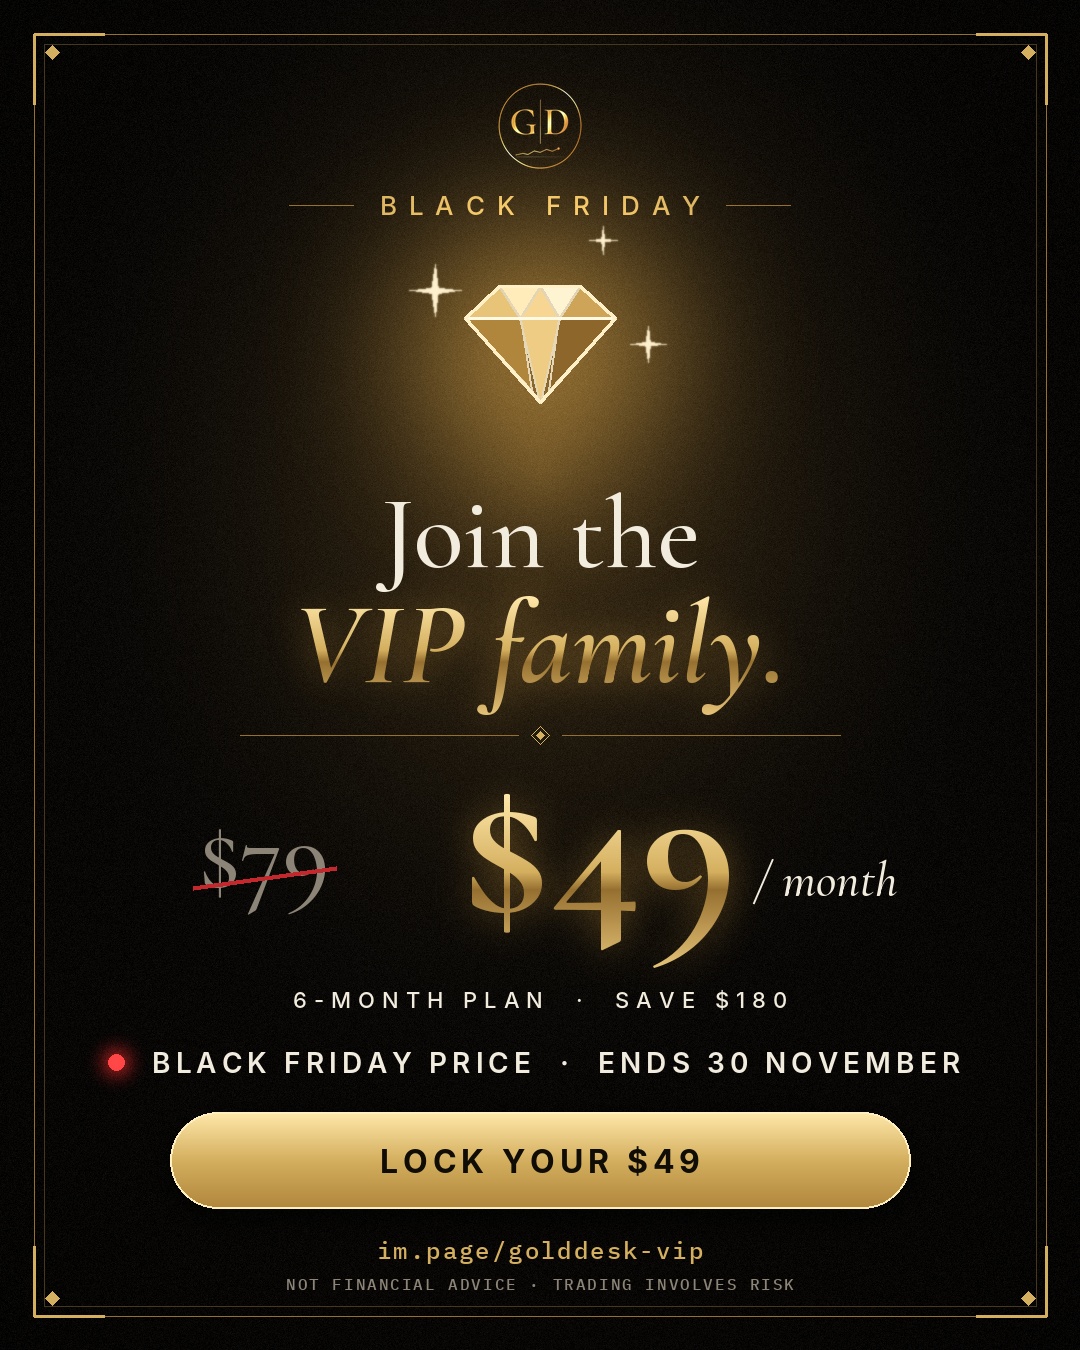 G D
BLACK FRIDAY
Join the
VIP family.
$79 $49 / month
6-MONTH PLAN · SAVE $180
BLACK FRIDAY PRICE · ENDS 30 NOVEMBER
LOCK YOUR $49
im.page/golddesk-vip
NOT FINANCIAL ADVICE · TRADING INVOLVES RISK